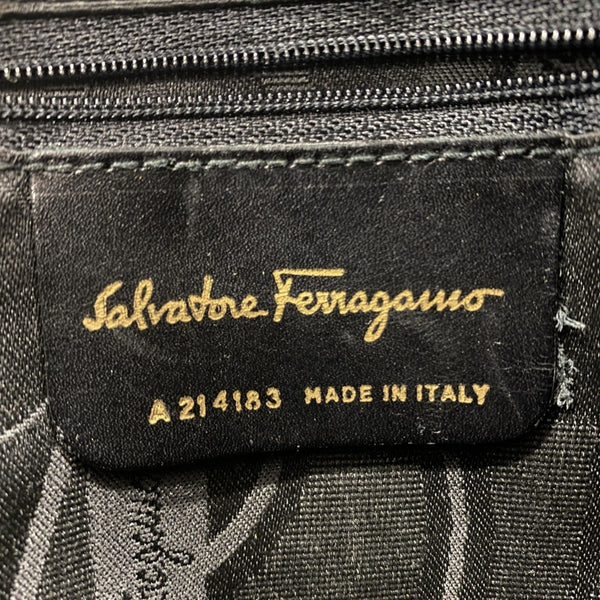 Salvatore Ferragamo
A 214183 MADE IN ITALY